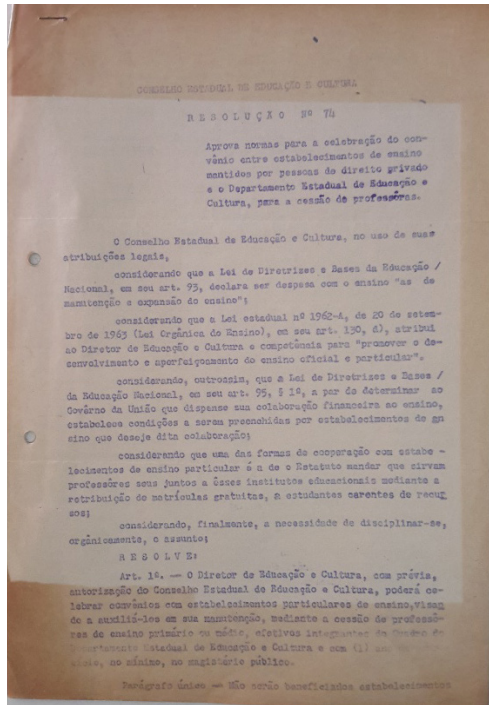 CONSELHO ESTADUAL DE EDUCAÇÃO E CULTURA
R E S O L U Ç Ã O Nº 74
Aprova normas para a celebração do con-
vênio entre estabelecimentos de ensino
mantidos por pessoas de direito privado
e o Departamento Estadual de Educação e
Cultura, para a cessão de professôras.
O Conselho Estadual de Educação e Cultura, no uso de suas
atribuições legais,
considerando que a Lei de Diretrizes e Bases da Educação /
Nacional, em seu art. 93, declara ser despesa com o ensino "as de
manutenção e expansão do ensino";
considerando que a Lei estadual nº 1962-A, de 20 de setem-
bro de 1963 (Lei Orgânica do Ensino), em seu art. 130, d), atribui
ao Diretor de Educação e Cultura e competência para "promover o de-
senvolvimento e aperfeiçoamento do ensino oficial e particular".
considerando, outrossim, que a Lei de Diretrizes e Bases /
da Educação Nacional, em seu art. 95, § 1º, a par de determinar ao
Govêrno da União que dispense sua colaboração financeira ao ensino,
estabelece condições a serem preenchidas por estabelecimentos de en
sino que deseje dita colaboração;
considerando que uma das formas de cooperação com estabe -
lecimentos de ensino particular é a de o Estatuto mandar que cirvam
professôres seus juntos a êsses institutos educacionais mediante a
retribuição de matrículas gratuitas, a estudantes carentes de recur
sos;
considerando, finalmente, a necessidade de disciplinar-se,
orgânicamente, o assunto;
R E S O L V E:
Art. 1º. — O Diretor de Educação e Cultura, com prévia,
autorização do Conselho Estadual de Educação e Cultura, poderá ce-
lebrar convênios com estabelecimentos particulares de ensino,visan
do a auxiliá-los em sua manutenção, mediante a cessão de professô-
res de ensino primário ou médio, efetivos integrantes do Quadro do
Departamento Estadual de Educação e Cultura e com (1) um
no mínimo, no magistério público.
Parágrafo único — Não serão beneficiados estabelecimentos